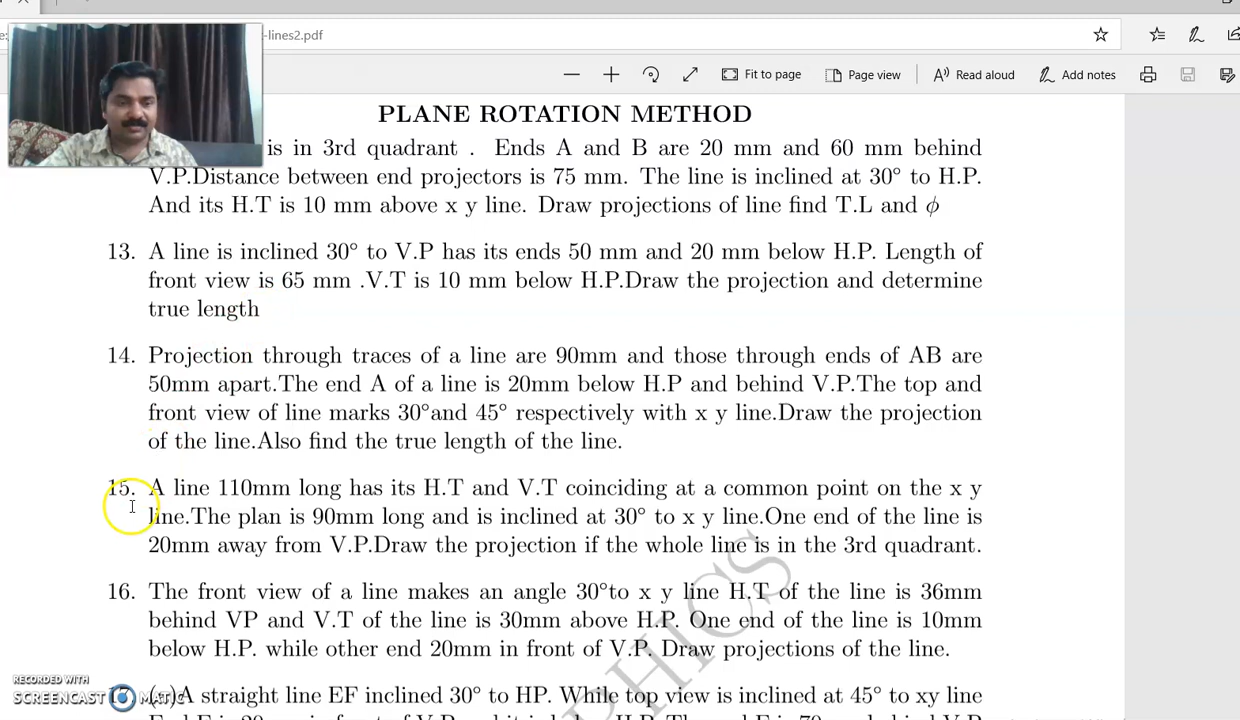 -lines2.pdf
Fit to page
Page view
Read aloud
Add notes
PLANE ROTATION METHOD
is in 3rd quadrant . Ends A and B are 20 mm and 60 mm behind
V.P.Distance between end projectors is 75 mm. The line is inclined at 30° to H.P.
And its H.T is 10 mm above x y line. Draw projections of line find T.L and ϕ
13. A line is inclined 30° to V.P has its ends 50 mm and 20 mm below H.P. Length of
front view is 65 mm .V.T is 10 mm below H.P.Draw the projection and determine
true length
14. Projection through traces of a line are 90mm and those through ends of AB are
50mm apart.The end A of a line is 20mm below H.P and behind V.P.The top and
front view of line marks 30°and 45° respectively with x y line.Draw the projection
of the line.Also find the true length of the line.
15. A line 110mm long has its H.T and V.T coinciding at a common point on the x y
line.The plan is 90mm long and is inclined at 30° to x y line.One end of the line is
20mm away from V.P.Draw the projection if the whole line is in the 3rd quadrant.
16. The front view of a line makes an angle 30°to x y line H.T of the line is 36mm
behind VP and V.T of the line is 30mm above H.P. One end of the line is 10mm
below H.P. while other end 20mm in front of V.P. Draw projections of the line.
PHICS
RECORDED WITH
SCREENCAST MATIC
A straight line EF inclined 30° to HP. While top view is inclined at 45° to xy line